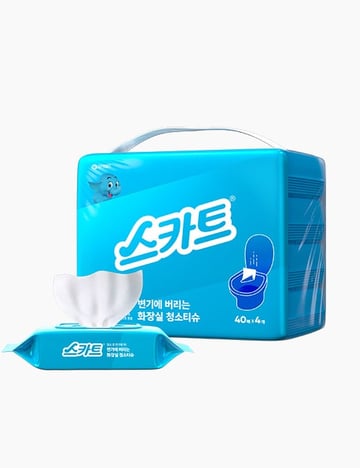 스카트®
변기에 버리는
화장실 청소티슈
40매 x 4개
스카트
변기에 버리는
화장실 청소티슈